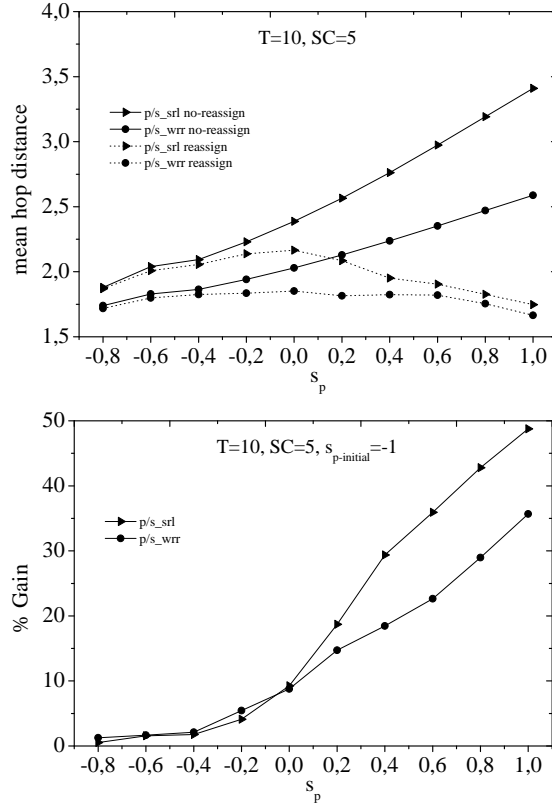 4,0
T=10, SC=5
3,5
p/s_srl no-reassign
p/s_wrr no-reassign
3,0
p/s_srl reassign
p/s_wrr reassign
mean hop distance
2,5
2,0
1,5
-0,8 -0,6 -0,4 -0,2 0,0 0,2 0,4 0,6 0,8 1,0
s_p
50
T=10, SC=5, s_p-initial=-1
40
p/s_srl
p/s_wrr
30
% Gain
20
10
0
-0,8 -0,6 -0,4 -0,2 0,0 0,2 0,4 0,6 0,8 1,0
s_p